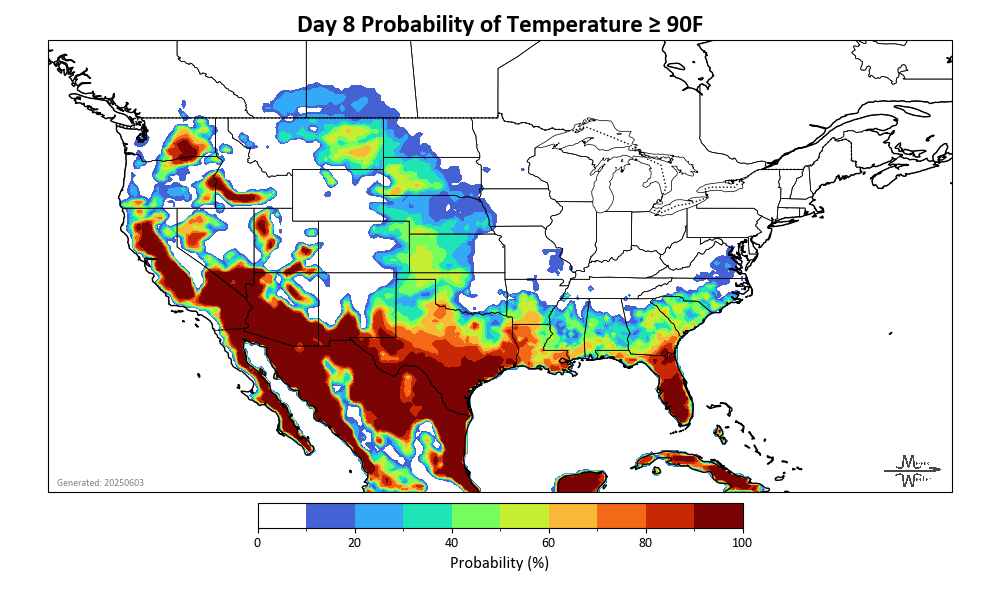 Day 8 Probability of Temperature ≥ 90F
Generated: 20250603
0 20 40 60 80 100
Probability (%)